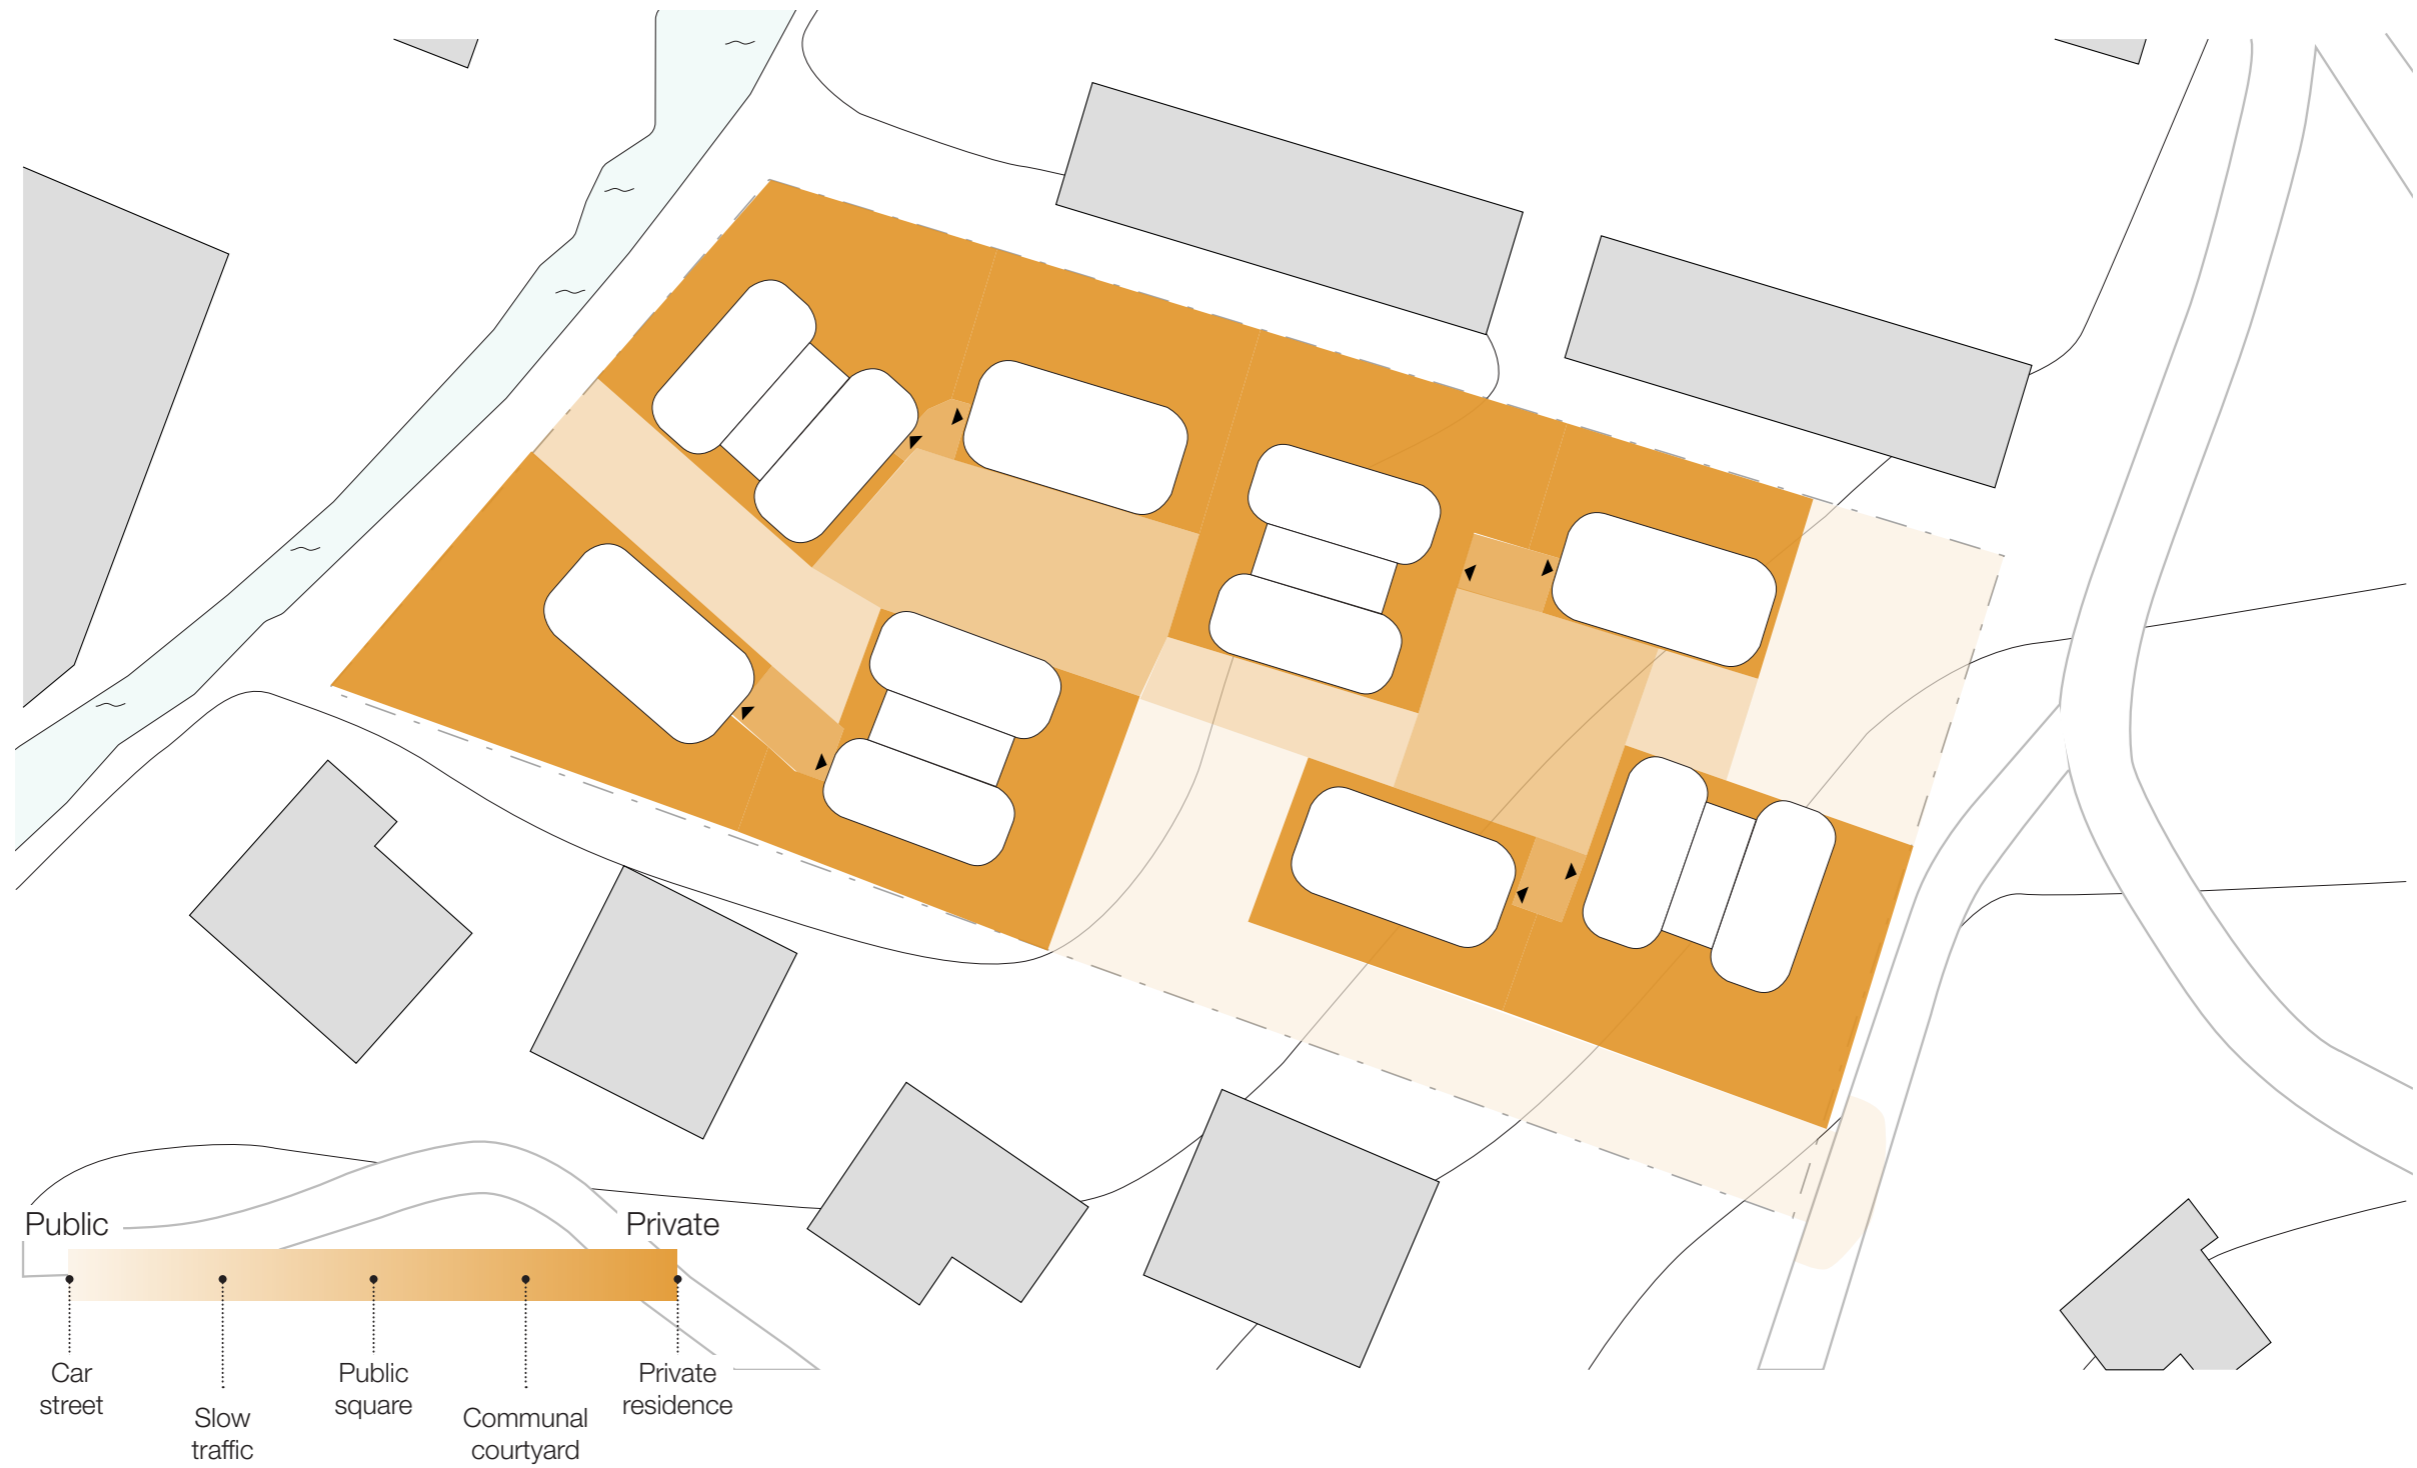 Public
Private
Car
street
Slow
traffic
Public
square
Communal
courtyard
Private
residence